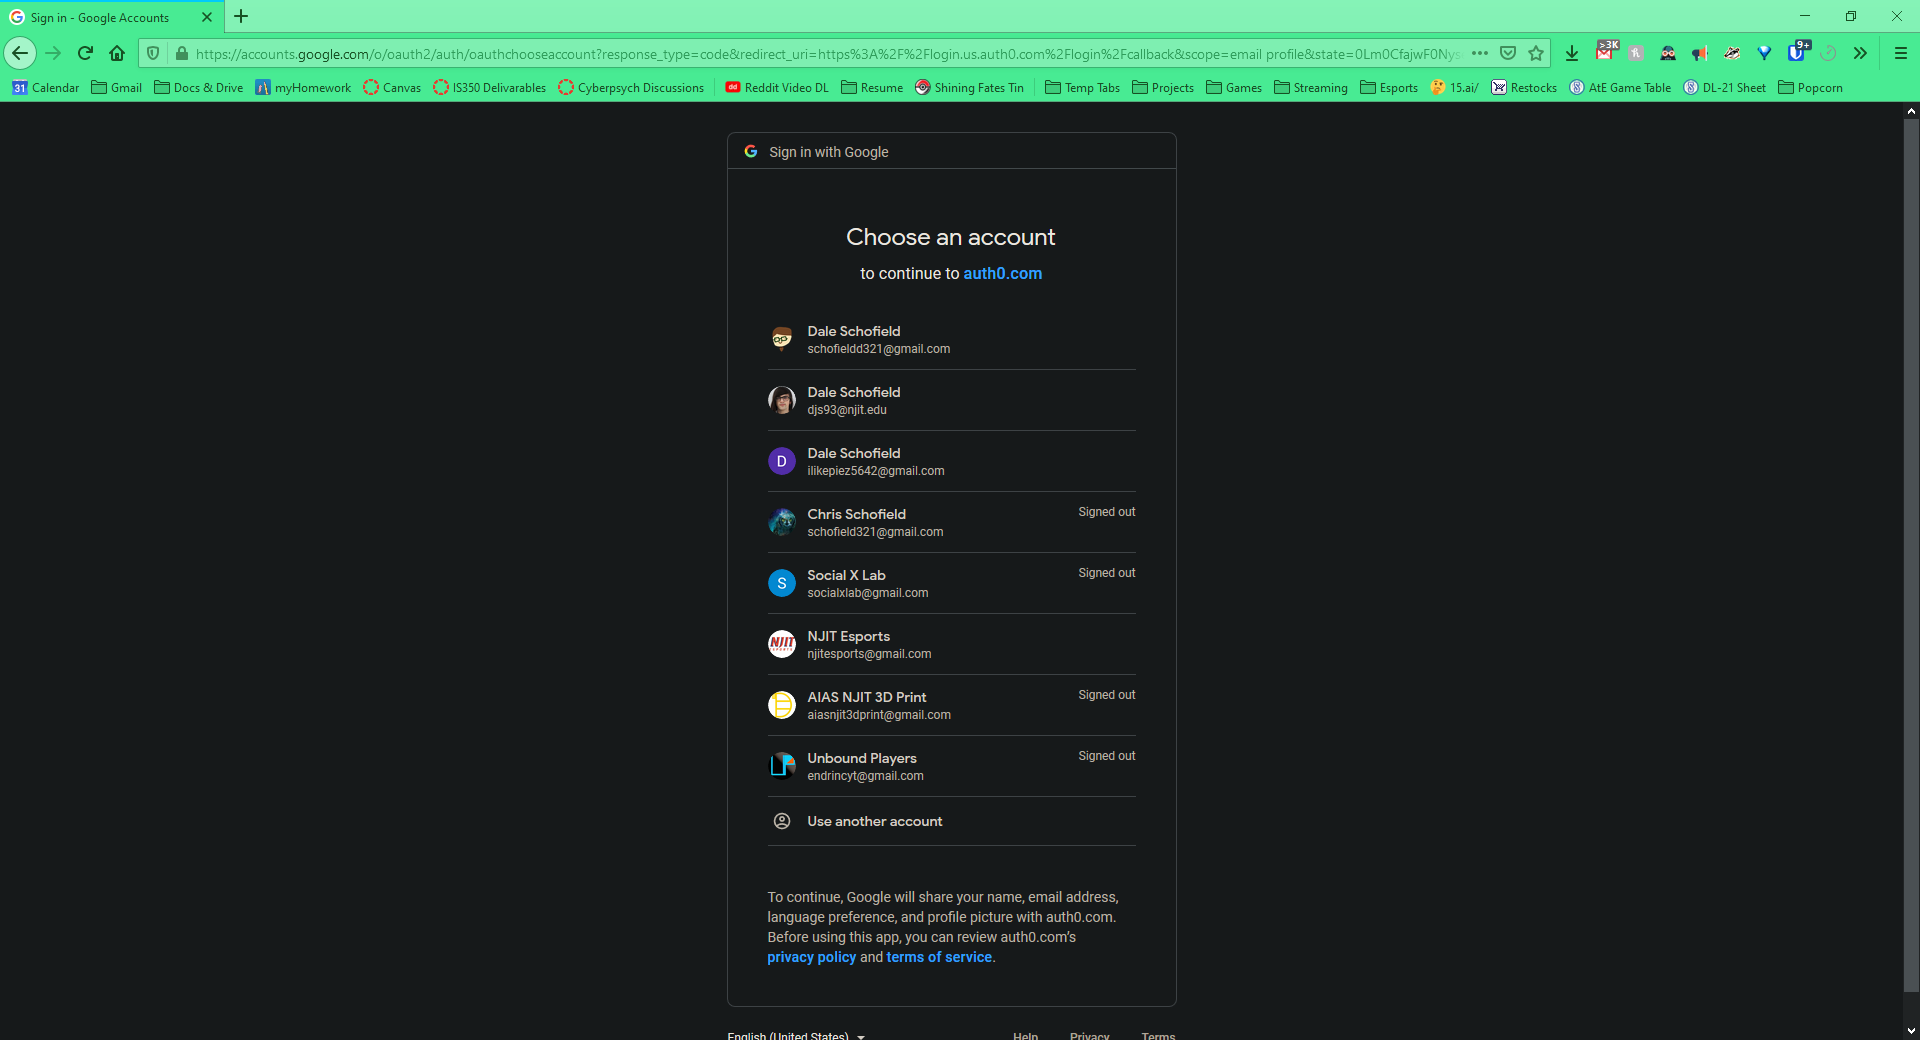 Sign in - Google Accounts
https://accounts.google.com/o/oauth2/auth/oauthchooseaccount?response_type=code&redirect_uri=https%3A%2F%2Flogin.us.auth0.com%2Flogin%2Fcallback&scope=email profile&state=0Lm0CfajwF0Nys
>3K
9+
31 Calendar Gmail Docs & Drive myHomework Canvas IS350 Delivarables Cyberpsych Discussions dd Reddit Video DL Resume Shining Fates Tin Temp Tabs Projects Games Streaming Esports 15.ai/ Restocks AtE Game Table DL-21 Sheet Popcorn
Sign in with Google
Choose an account
to continue to auth0.com
Dale Schofield
schofieldd321@gmail.com
Dale Schofield
djs93@njit.edu
D
Dale Schofield
ilikepiez5642@gmail.com
Chris Schofield Signed out
schofield321@gmail.com
S
Social X Lab Signed out
socialxlab@gmail.com
NJIT
NJIT Esports
njitesports@gmail.com
AIAS NJIT 3D Print Signed out
aiasnjit3dprint@gmail.com
Unbound Players Signed out
endrincyt@gmail.com
Use another account
To continue, Google will share your name, email address,
language preference, and profile picture with auth0.com.
Before using this app, you can review auth0.com’s
privacy policy and terms of service.
English (United States) Help Privacy Terms